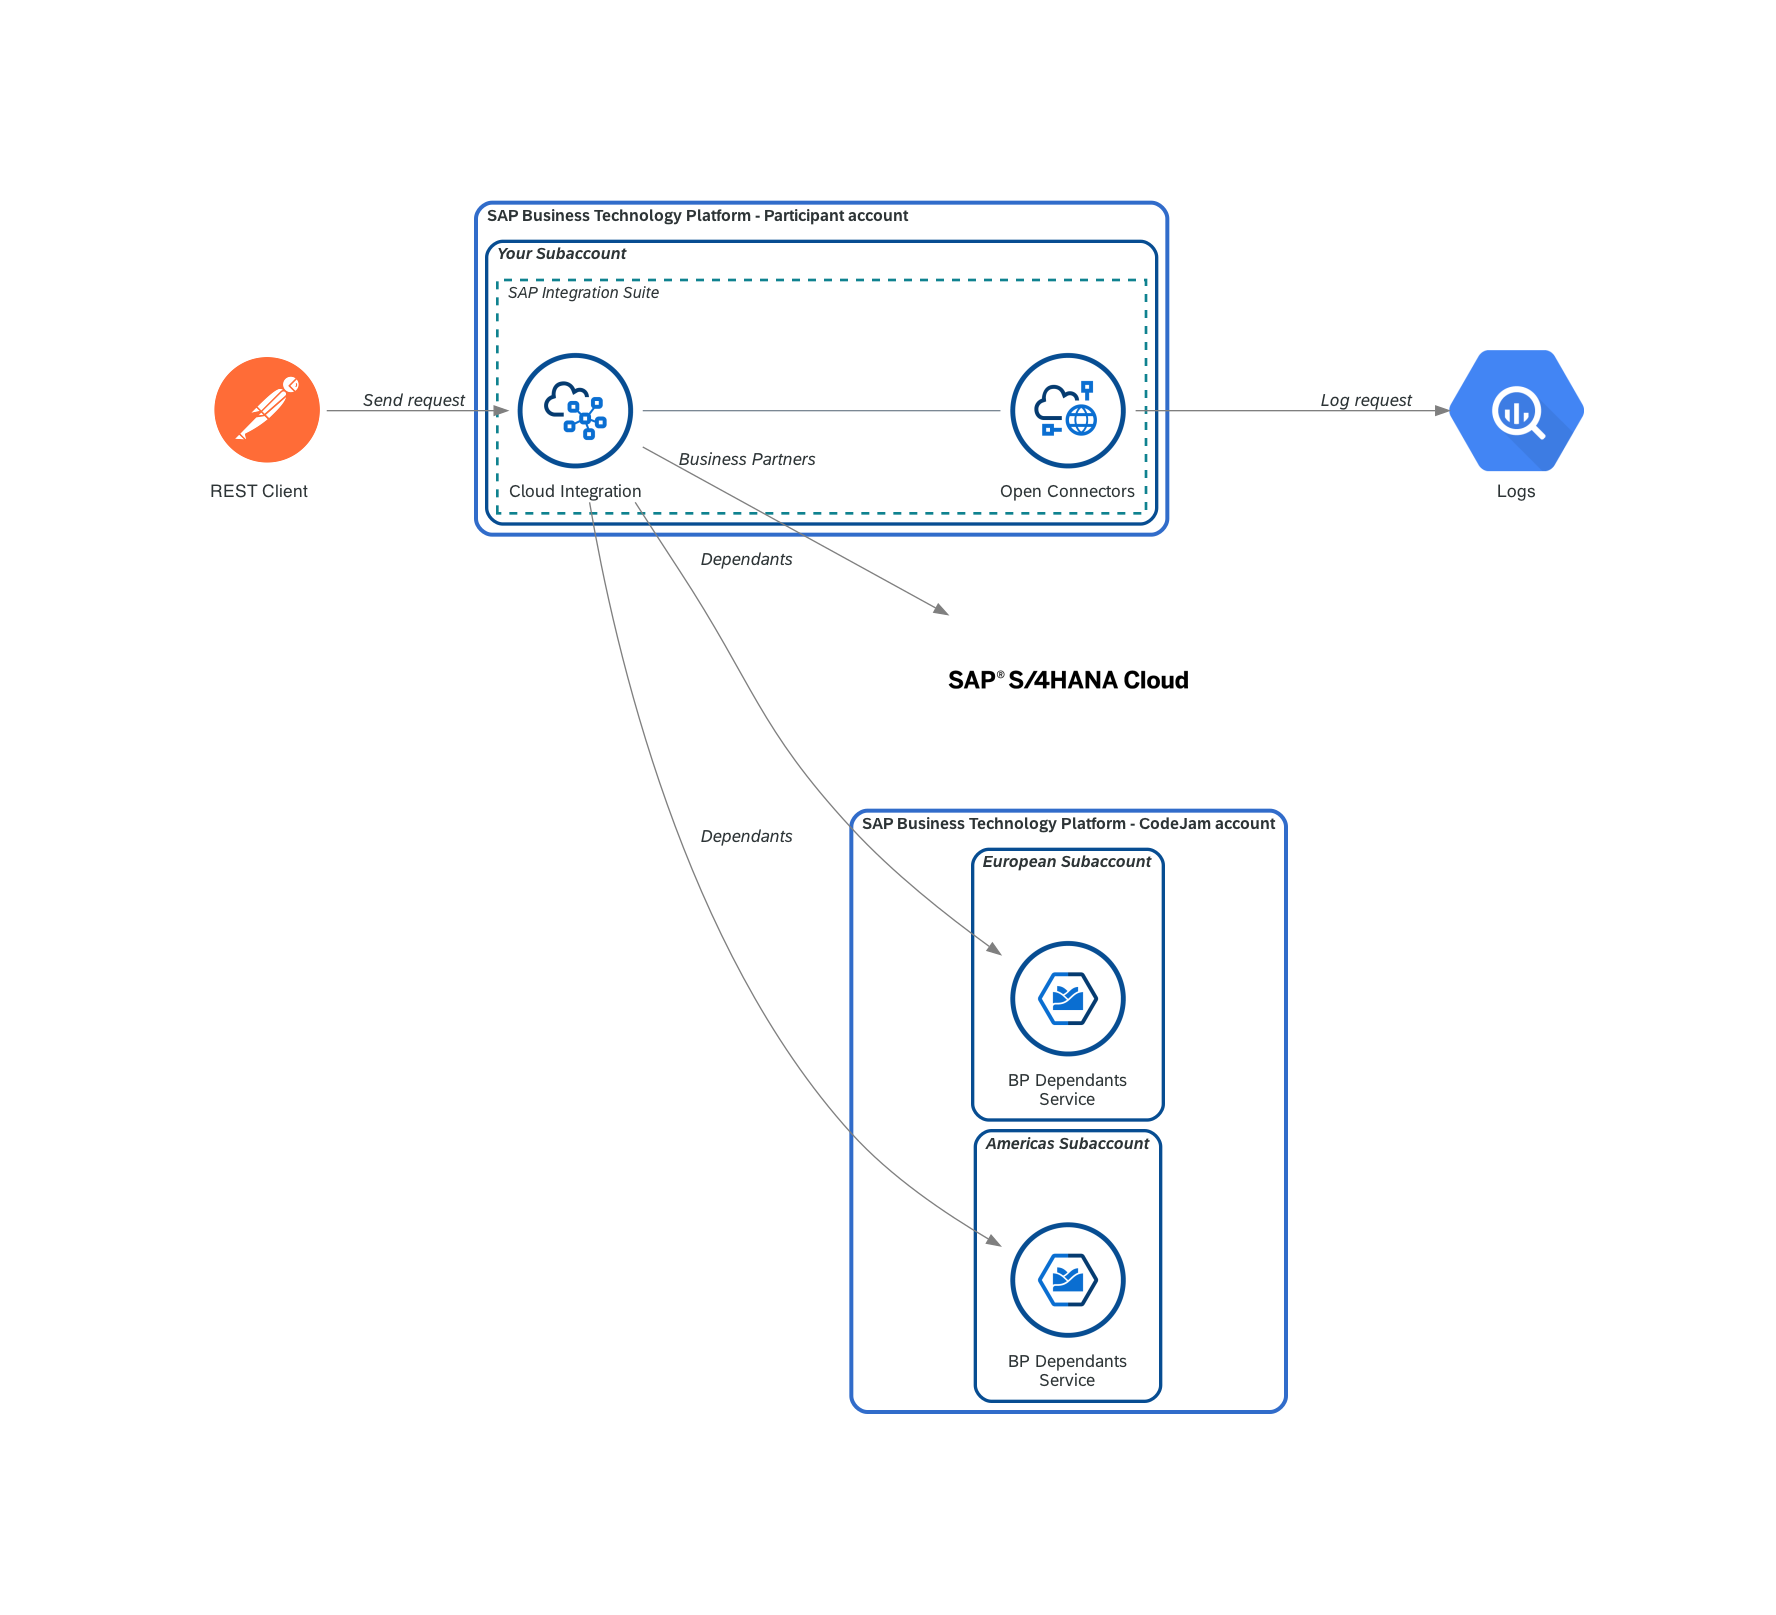 SAP Business Technology Platform - Participant account
Your Subaccount
SAP Integration Suite
Send request
Log request
Business Partners
REST Client
Cloud Integration
Open Connectors
Logs
Dependants
SAP® S/4HANA Cloud
SAP Business Technology Platform - CodeJam account
Dependants
European Subaccount
BP Dependants
Service
Americas Subaccount
BP Dependants
Service